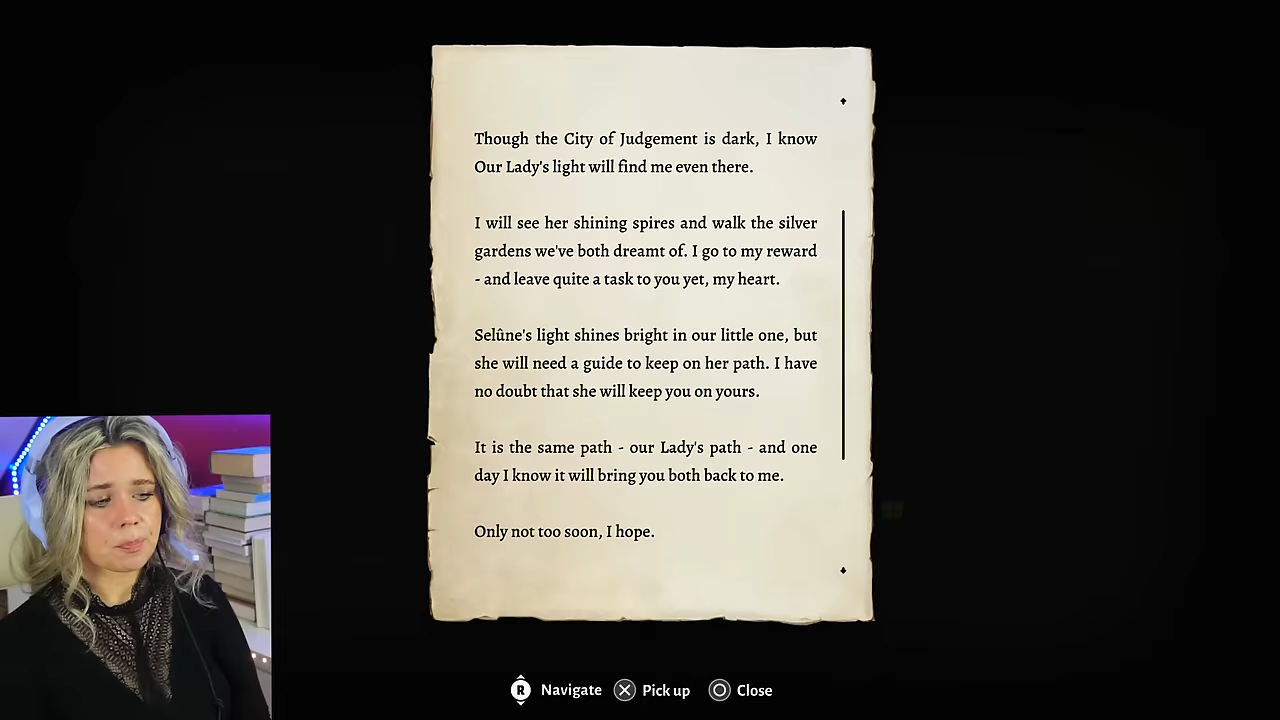 Though the City of Judgement is dark, I know
Our Lady's light will find me even there.
I will see her shining spires and walk the silver
gardens we've both dreamt of. I go to my reward
- and leave quite a task to you yet, my heart.
Selûne's light shines bright in our little one, but
she will need a guide to keep on her path. I have
no doubt that she will keep you on yours.
It is the same path - our Lady's path - and one
day I know it will bring you both back to me.
Only not too soon, I hope.
R Navigate Pick up Close